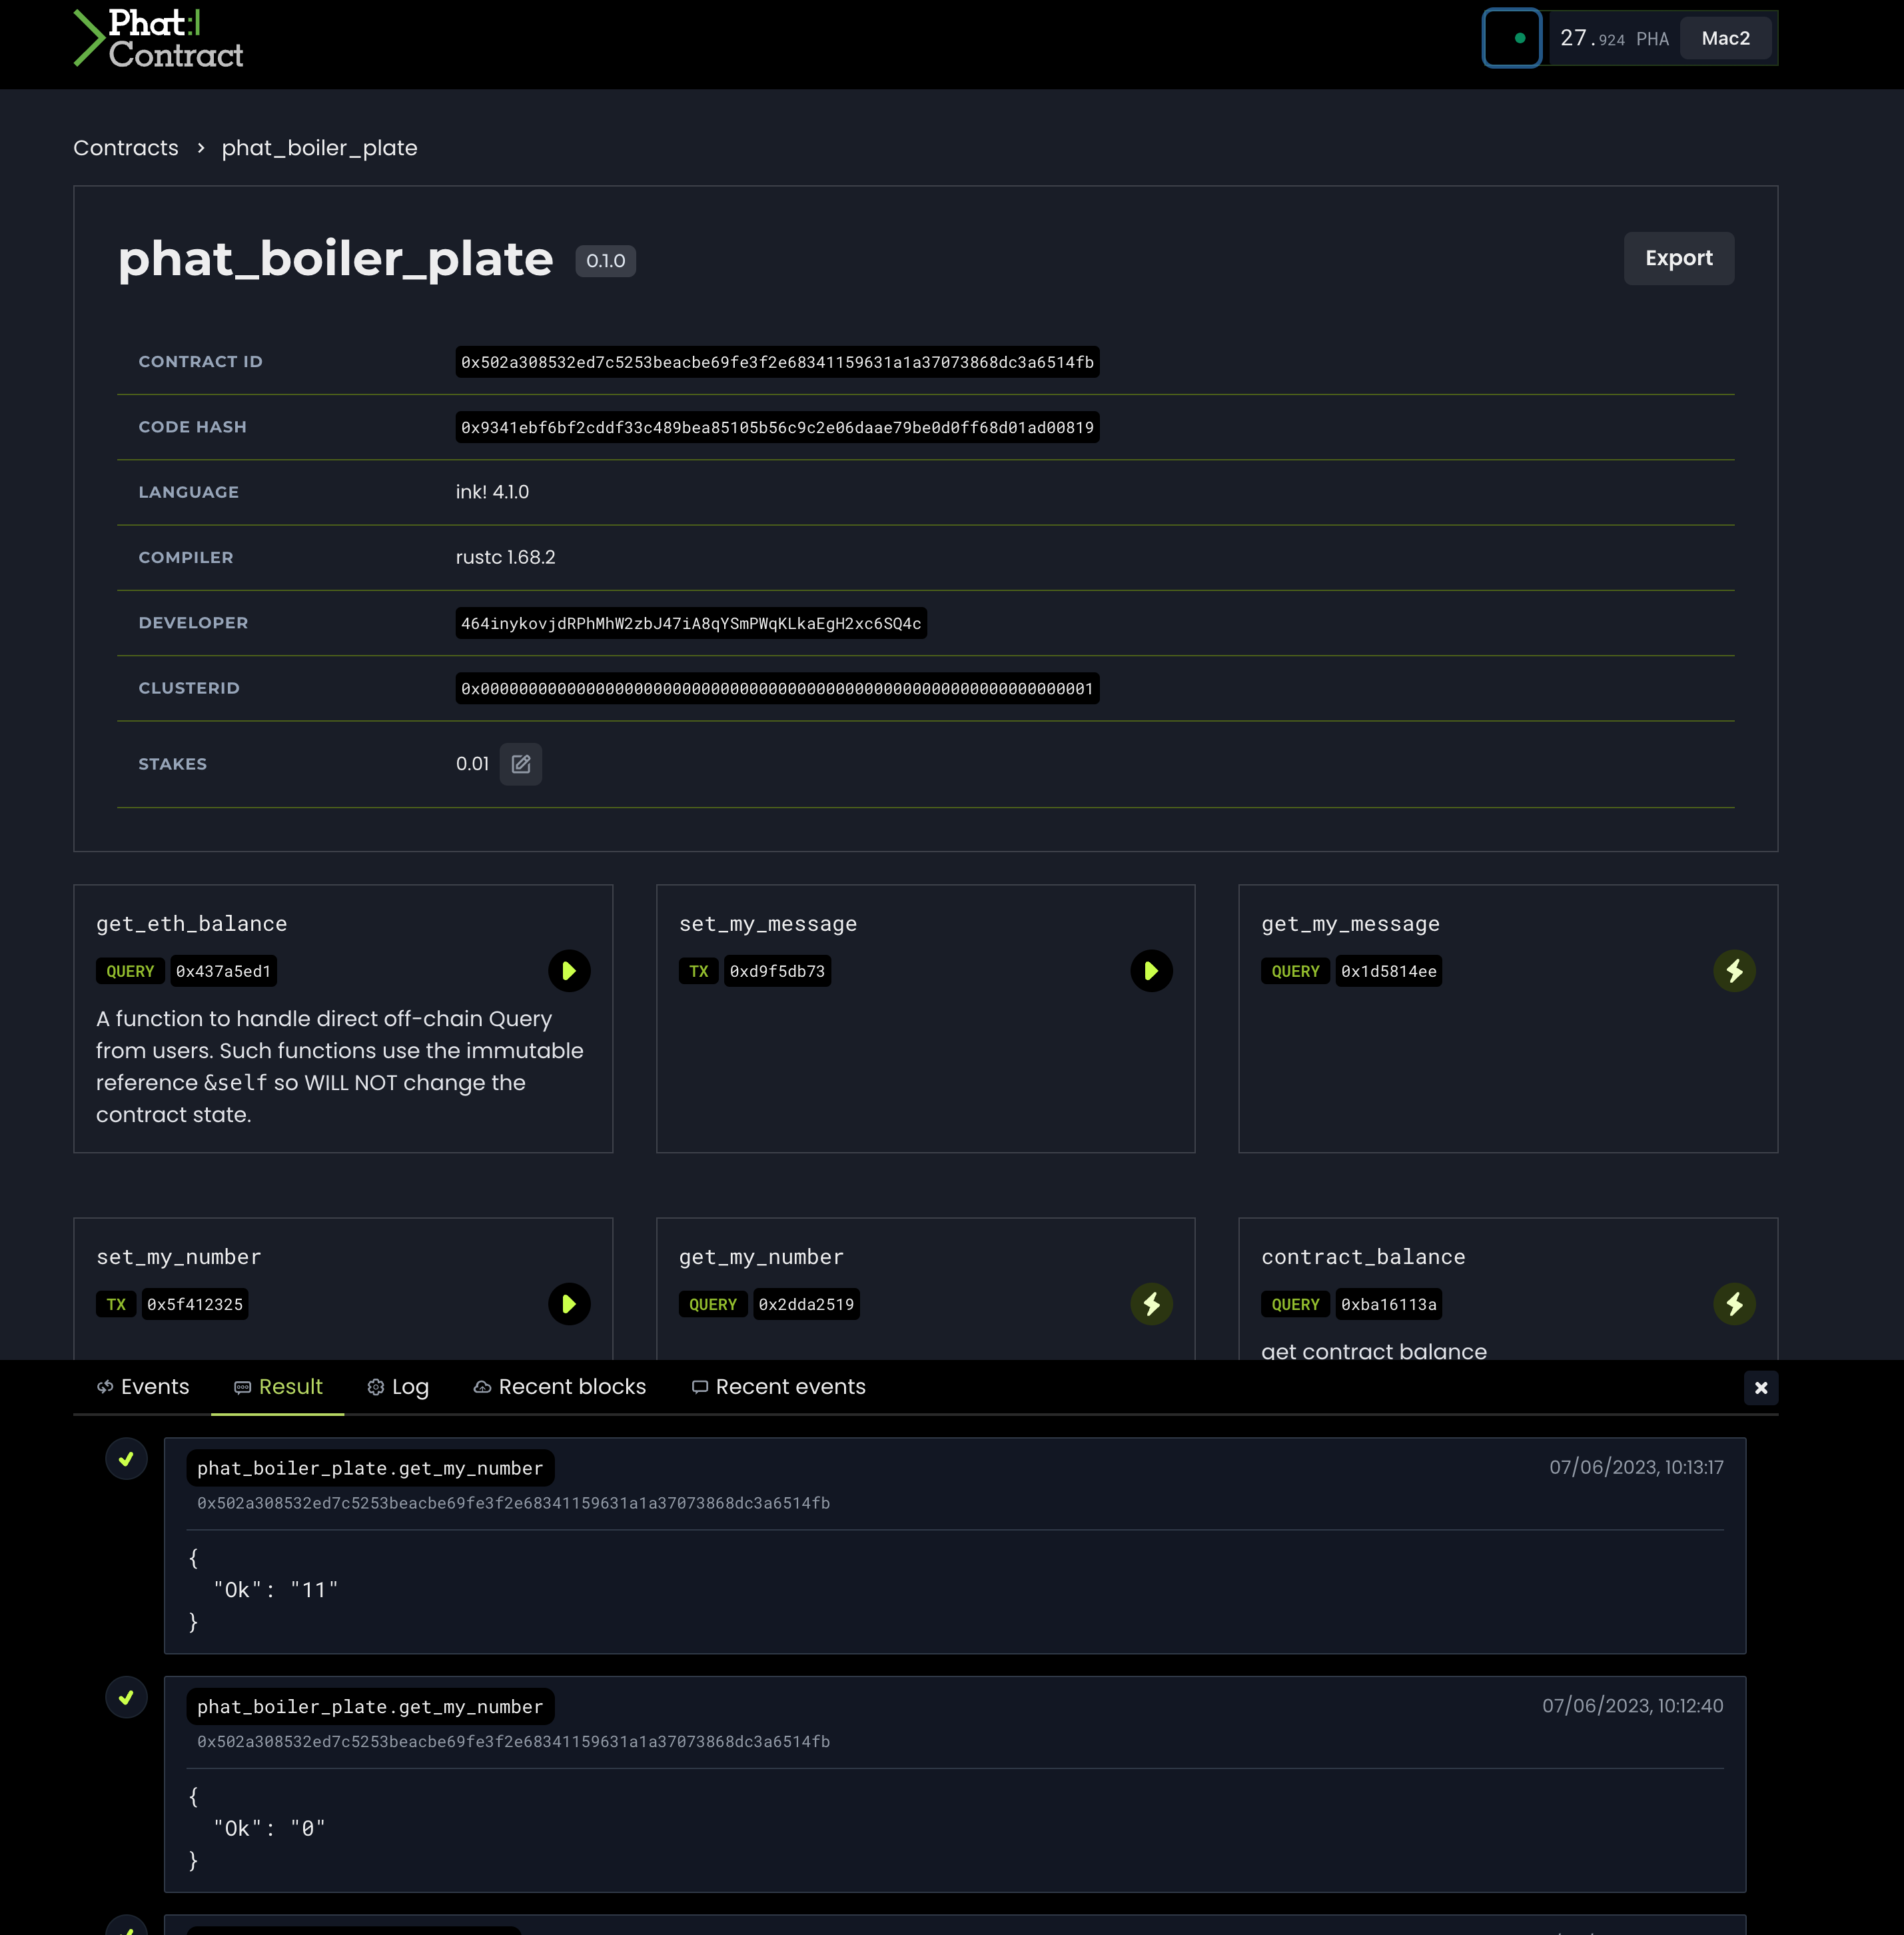 Phat
Contract
27.924 PHA Mac2
Contracts > phat_boiler_plate
phat_boiler_plate 0.1.0 Export
CONTRACT ID 0x502a308532ed7c5253beacbe69fe3f2e68341159631a1a37073868dc3a6514fb
CODE HASH 0x9341ebf6bf2cddf33c489bea85105b56c9c2e06daae79be0d0ff68d01ad00819
LANGUAGE ink! 4.1.0
COMPILER rustc 1.68.2
DEVELOPER 464inykovjdRPhMhW2zbJ47iA8qYSmPWqKLkaEgH2xc6SQ4c
CLUSTERID 0x0000000000000000000000000000000000000000000000000000000000000001
STAKES 0.01
get_eth_balance
QUERY 0x437a5ed1
A function to handle direct off-chain Query
from users. Such functions use the immutable
reference &self so WILL NOT change the
contract state.
set_my_message
TX 0xd9f5db73
get_my_message
QUERY 0x1d5814ee
set_my_number
TX 0x5f412325
get_my_number
QUERY 0x2dda2519
contract_balance
QUERY 0xba16113a
get contract balance
Events Result Log Recent blocks Recent events
phat_boiler_plate.get_my_number 07/06/2023, 10:13:17
0x502a308532ed7c5253beacbe69fe3f2e68341159631a1a37073868dc3a6514fb
{
"Ok": "11"
}
phat_boiler_plate.get_my_number 07/06/2023, 10:12:40
0x502a308532ed7c5253beacbe69fe3f2e68341159631a1a37073868dc3a6514fb
{
"Ok": "0"
}